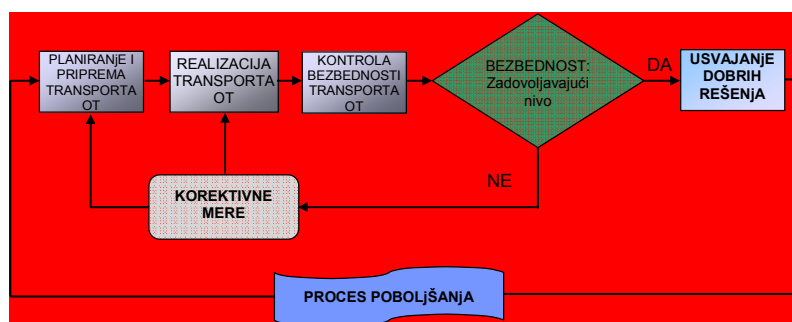 PLANIRANjE I
PRIPREMA
TRANSPORTA
OT
REALIZACIJA
TRANSPORTA
OT
KONTROLA
BEZBEDNOSTI
TRANSPORTA
OT
BEZBEDNOST:
Zadovoljavajući
nivo
DA
USVAJANjE
DOBRIH
REŠENjA
NE
KOREKTIVNE
MERE
PROCES POBOLjŠANjA